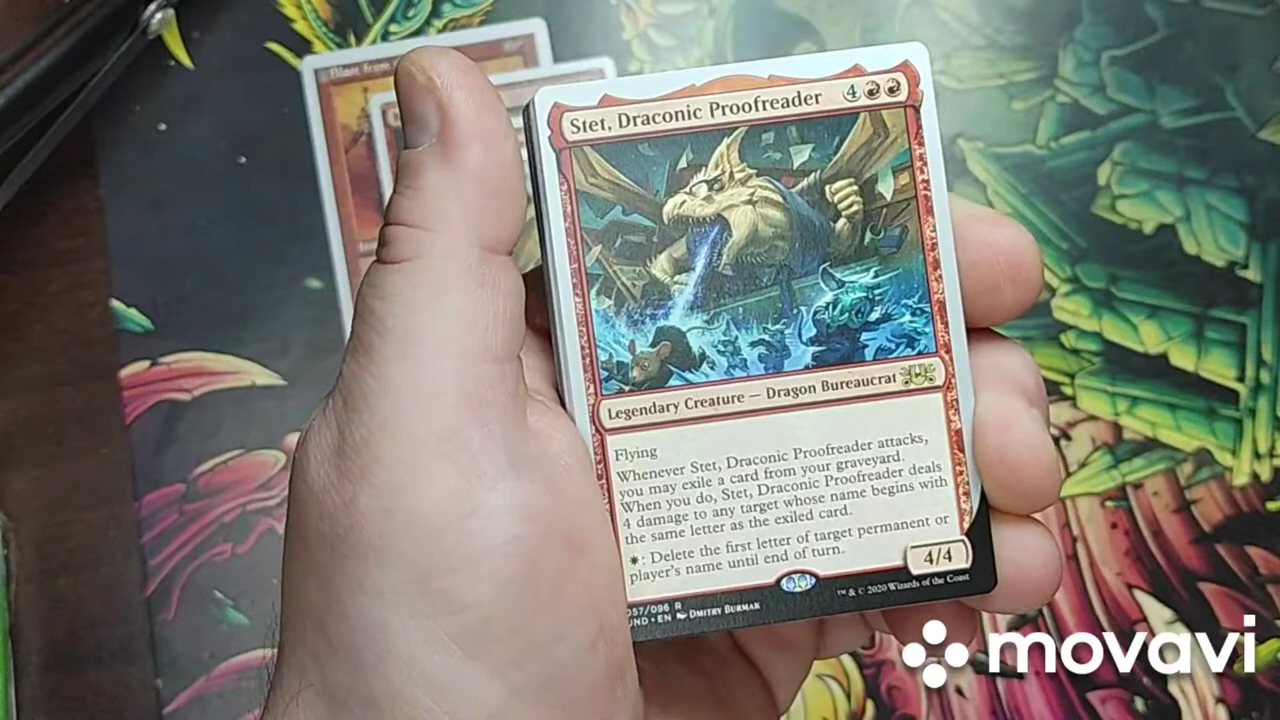 Blast from
Stet, Draconic Proofreader 4
Legendary Creature — Dragon Bureaucrat
Flying
Whenever Stet, Draconic Proofreader attacks,
you may exile a card from your graveyard.
When you do, Stet, Draconic Proofreader deals
4 damage to any target whose name begins with
the same letter as the exiled card.
*: Delete the first letter of target permanent or
player's name until end of turn.
4/4
057/096 R
UND • EN DMITRY BURMAK
™ & © 2020 Wizards of the Coast
movavi